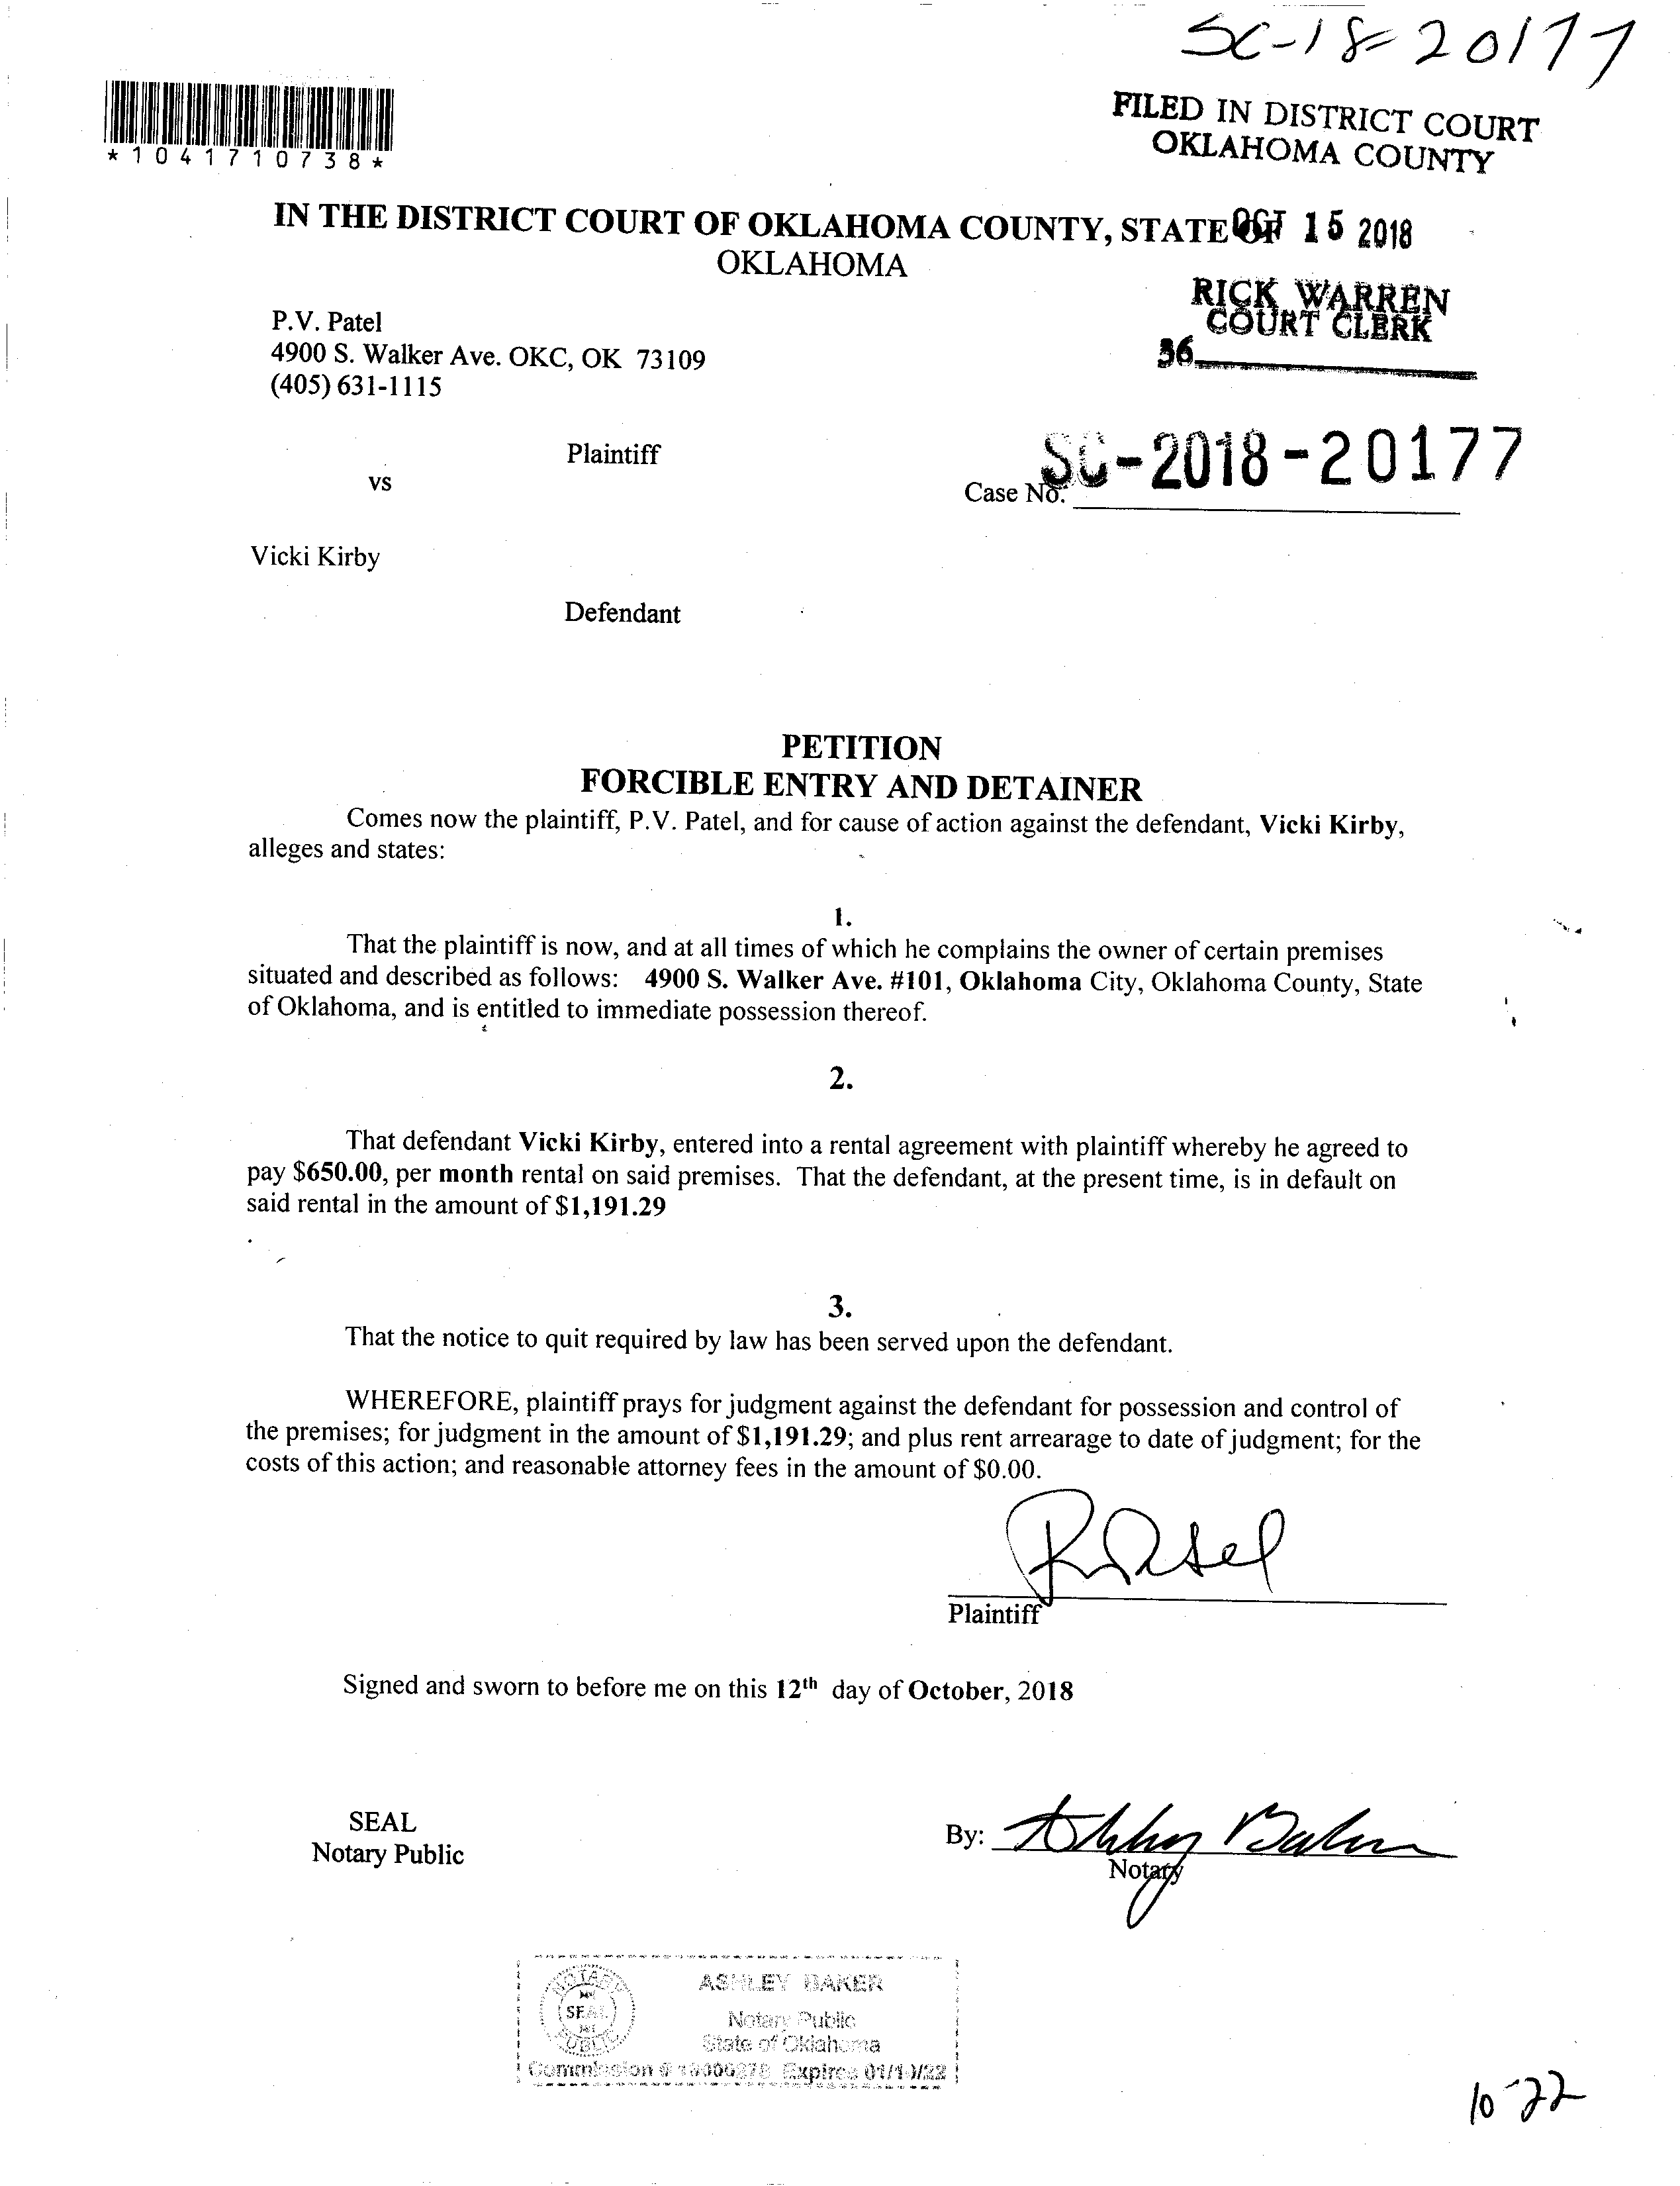 SC-18-20177
*1041710738*
FILED IN DISTRICT COURT
OKLAHOMA COUNTY
IN THE DISTRICT COURT OF OKLAHOMA COUNTY, STATE OF
OCT 15 2018
OKLAHOMA
RICK WARREN
COURT CLERK
36
P.V. Patel
4900 S. Walker Ave. OKC, OK 73109
(405) 631-1115
Plaintiff
vs
Case No. SC-2018-20177
Vicki Kirby
Defendant
PETITION
FORCIBLE ENTRY AND DETAINER
Comes now the plaintiff, P.V. Patel, and for cause of action against the defendant, Vicki Kirby,
alleges and states:
1.
That the plaintiff is now, and at all times of which he complains the owner of certain premises
situated and described as follows: 4900 S. Walker Ave. #101, Oklahoma City, Oklahoma County, State
of Oklahoma, and is entitled to immediate possession thereof.
2.
That defendant Vicki Kirby, entered into a rental agreement with plaintiff whereby he agreed to
pay $650.00, per month rental on said premises. That the defendant, at the present time, is in default on
said rental in the amount of $1,191.29
.
3.
That the notice to quit required by law has been served upon the defendant.
WHEREFORE, plaintiff prays for judgment against the defendant for possession and control of
the premises; for judgment in the amount of $1,191.29; and plus rent arrearage to date of judgment; for the
costs of this action; and reasonable attorney fees in the amount of $0.00.
Plaintiff
Signed and sworn to before me on this 12th day of October, 2018
SEAL
Notary Public
By: Ashley Baker
Notary
NOTARY
SEAL
PUBLIC
ASHLEY BAKER
Notary Public
State of Oklahoma
Commission # Expires
10-22